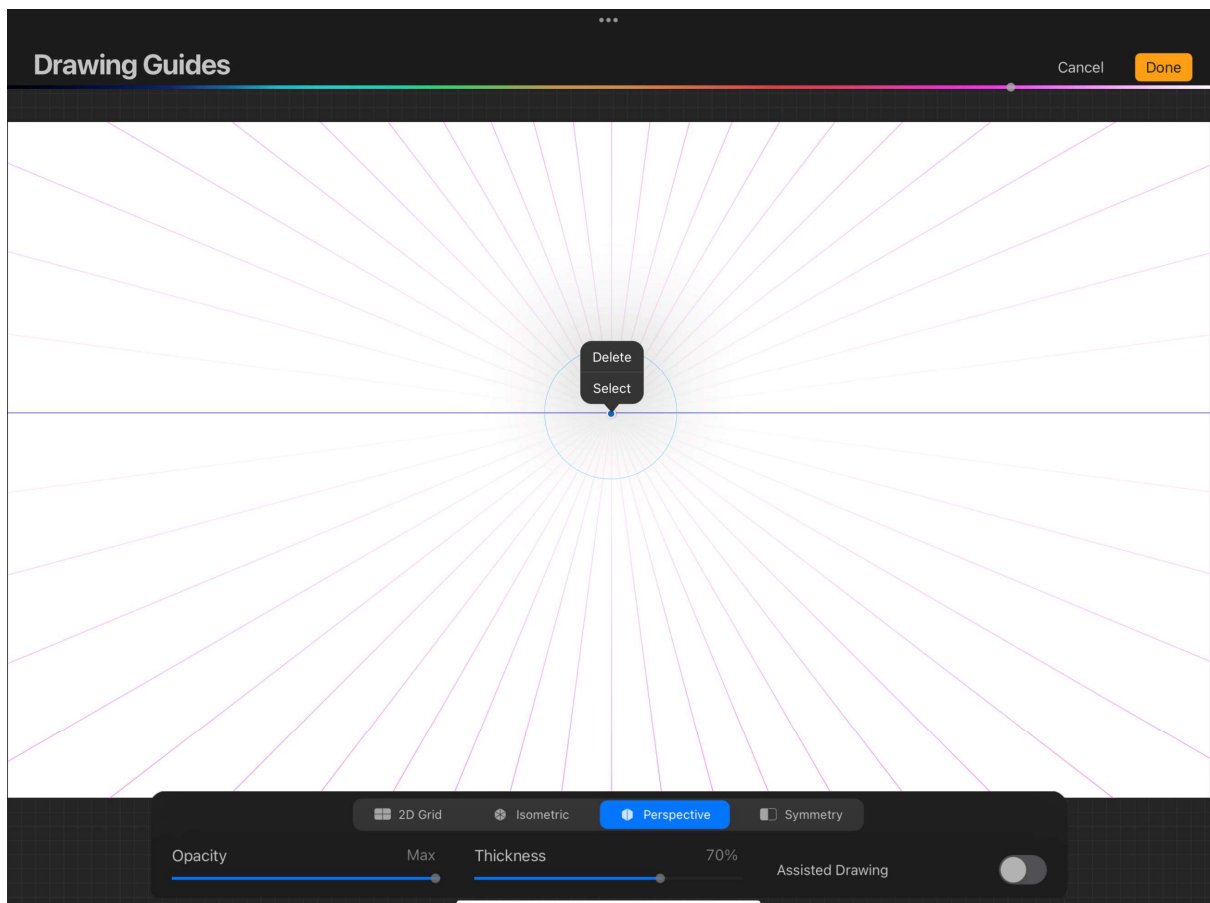 Drawing Guides
Cancel
Done
Delete
Select
2D Grid
Isometric
Perspective
Symmetry
Opacity
Max
Thickness
70%
Assisted Drawing